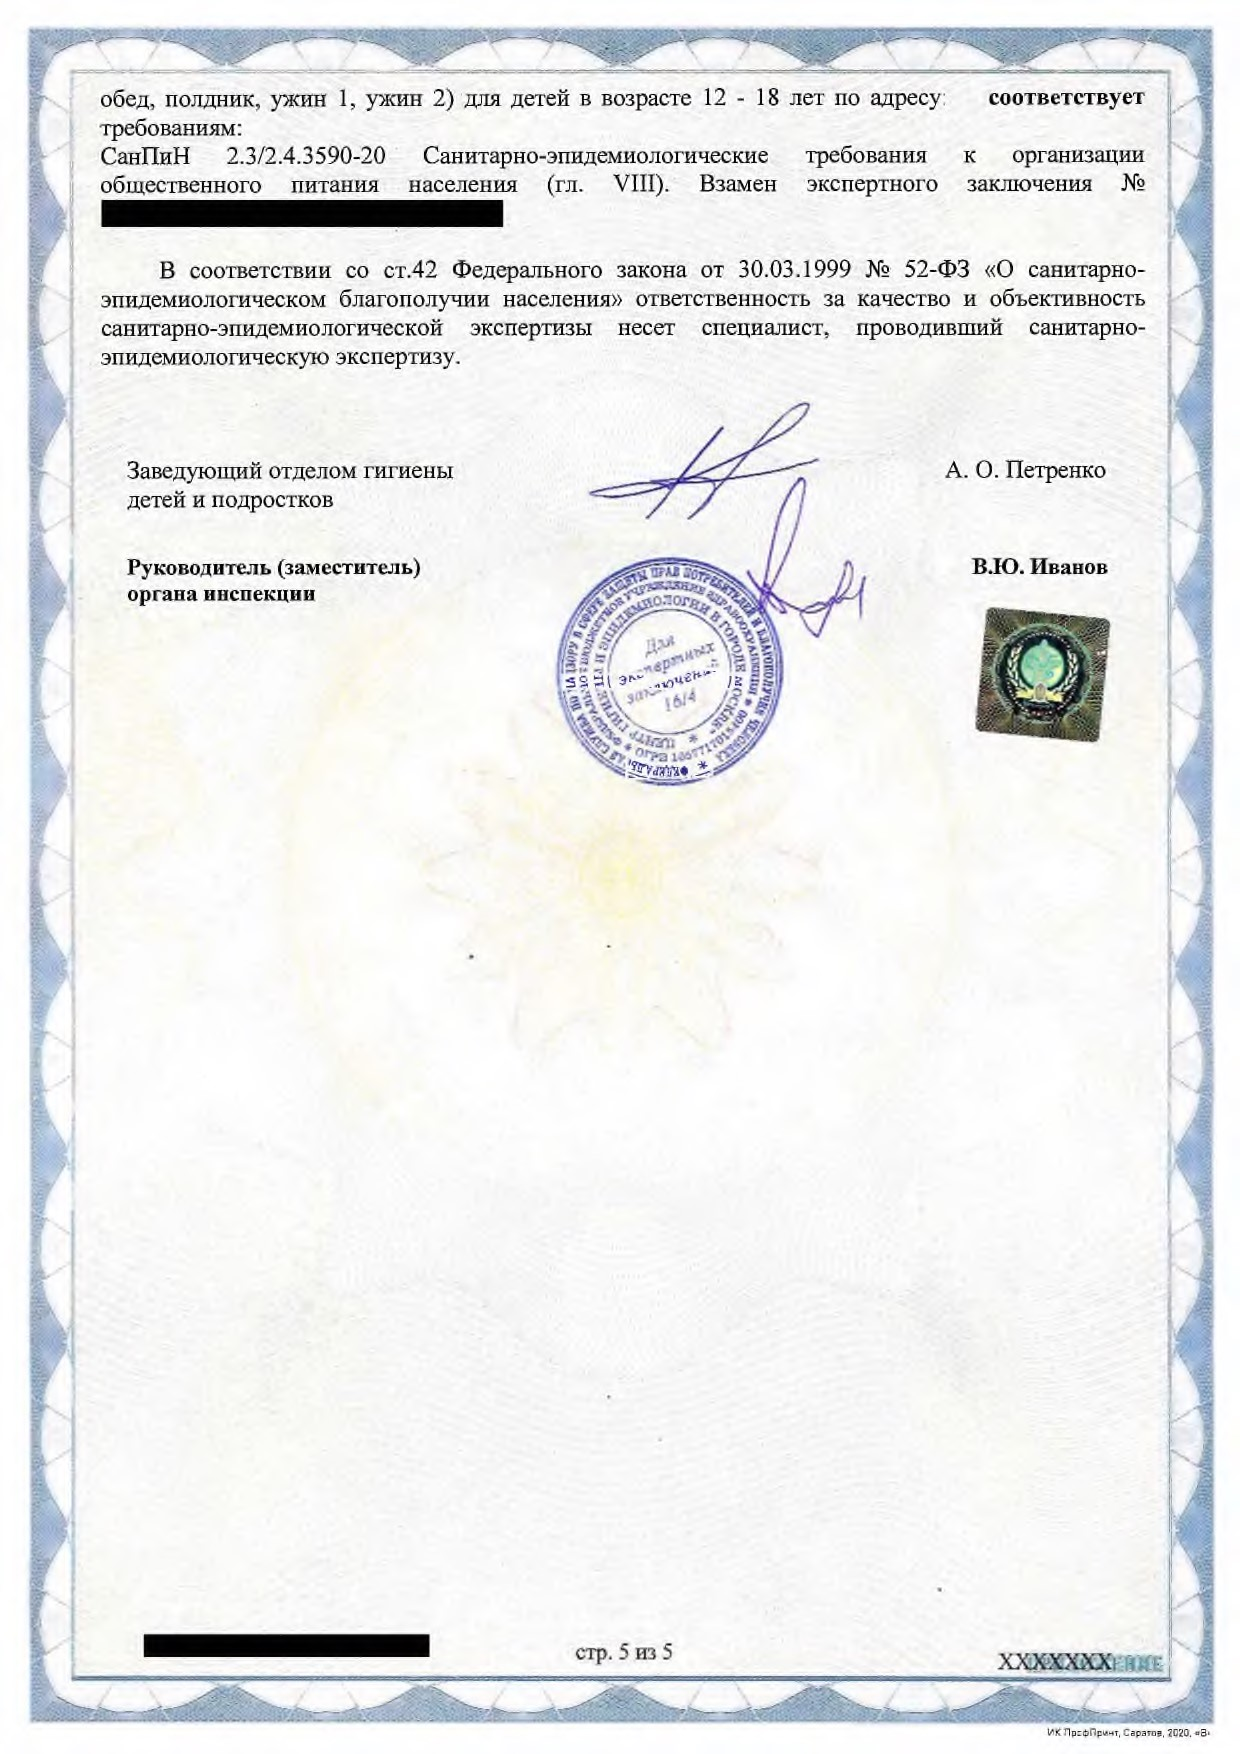 обед, полдник, ужин 1, ужин 2) для детей в возрасте 12 - 18 лет по адресу: соответствует
требованиям:
СанПиН 2.3/2.4.3590-20 Санитарно-эпидемиологические требования к организации
общественного питания населения (гл. VIII). Взамен экспертного заключения №
В соответствии со ст.42 Федерального закона от 30.03.1999 № 52-ФЗ «О санитарно-
эпидемиологическом благополучии населения» ответственность за качество и объективность
санитарно-эпидемиологической экспертизы несет специалист, проводивший санитарно-
эпидемиологическую экспертизу.
Заведующий отделом гигиены
детей и подростков
А. О. Петренко
Руководитель (заместитель)
органа инспекции
В.Ю. Иванов
Для
экспертных
заключений
16/4
стр. 5 из 5
XXXXXXX
ИК ПрофПринт, Саратов, 2020, «В»